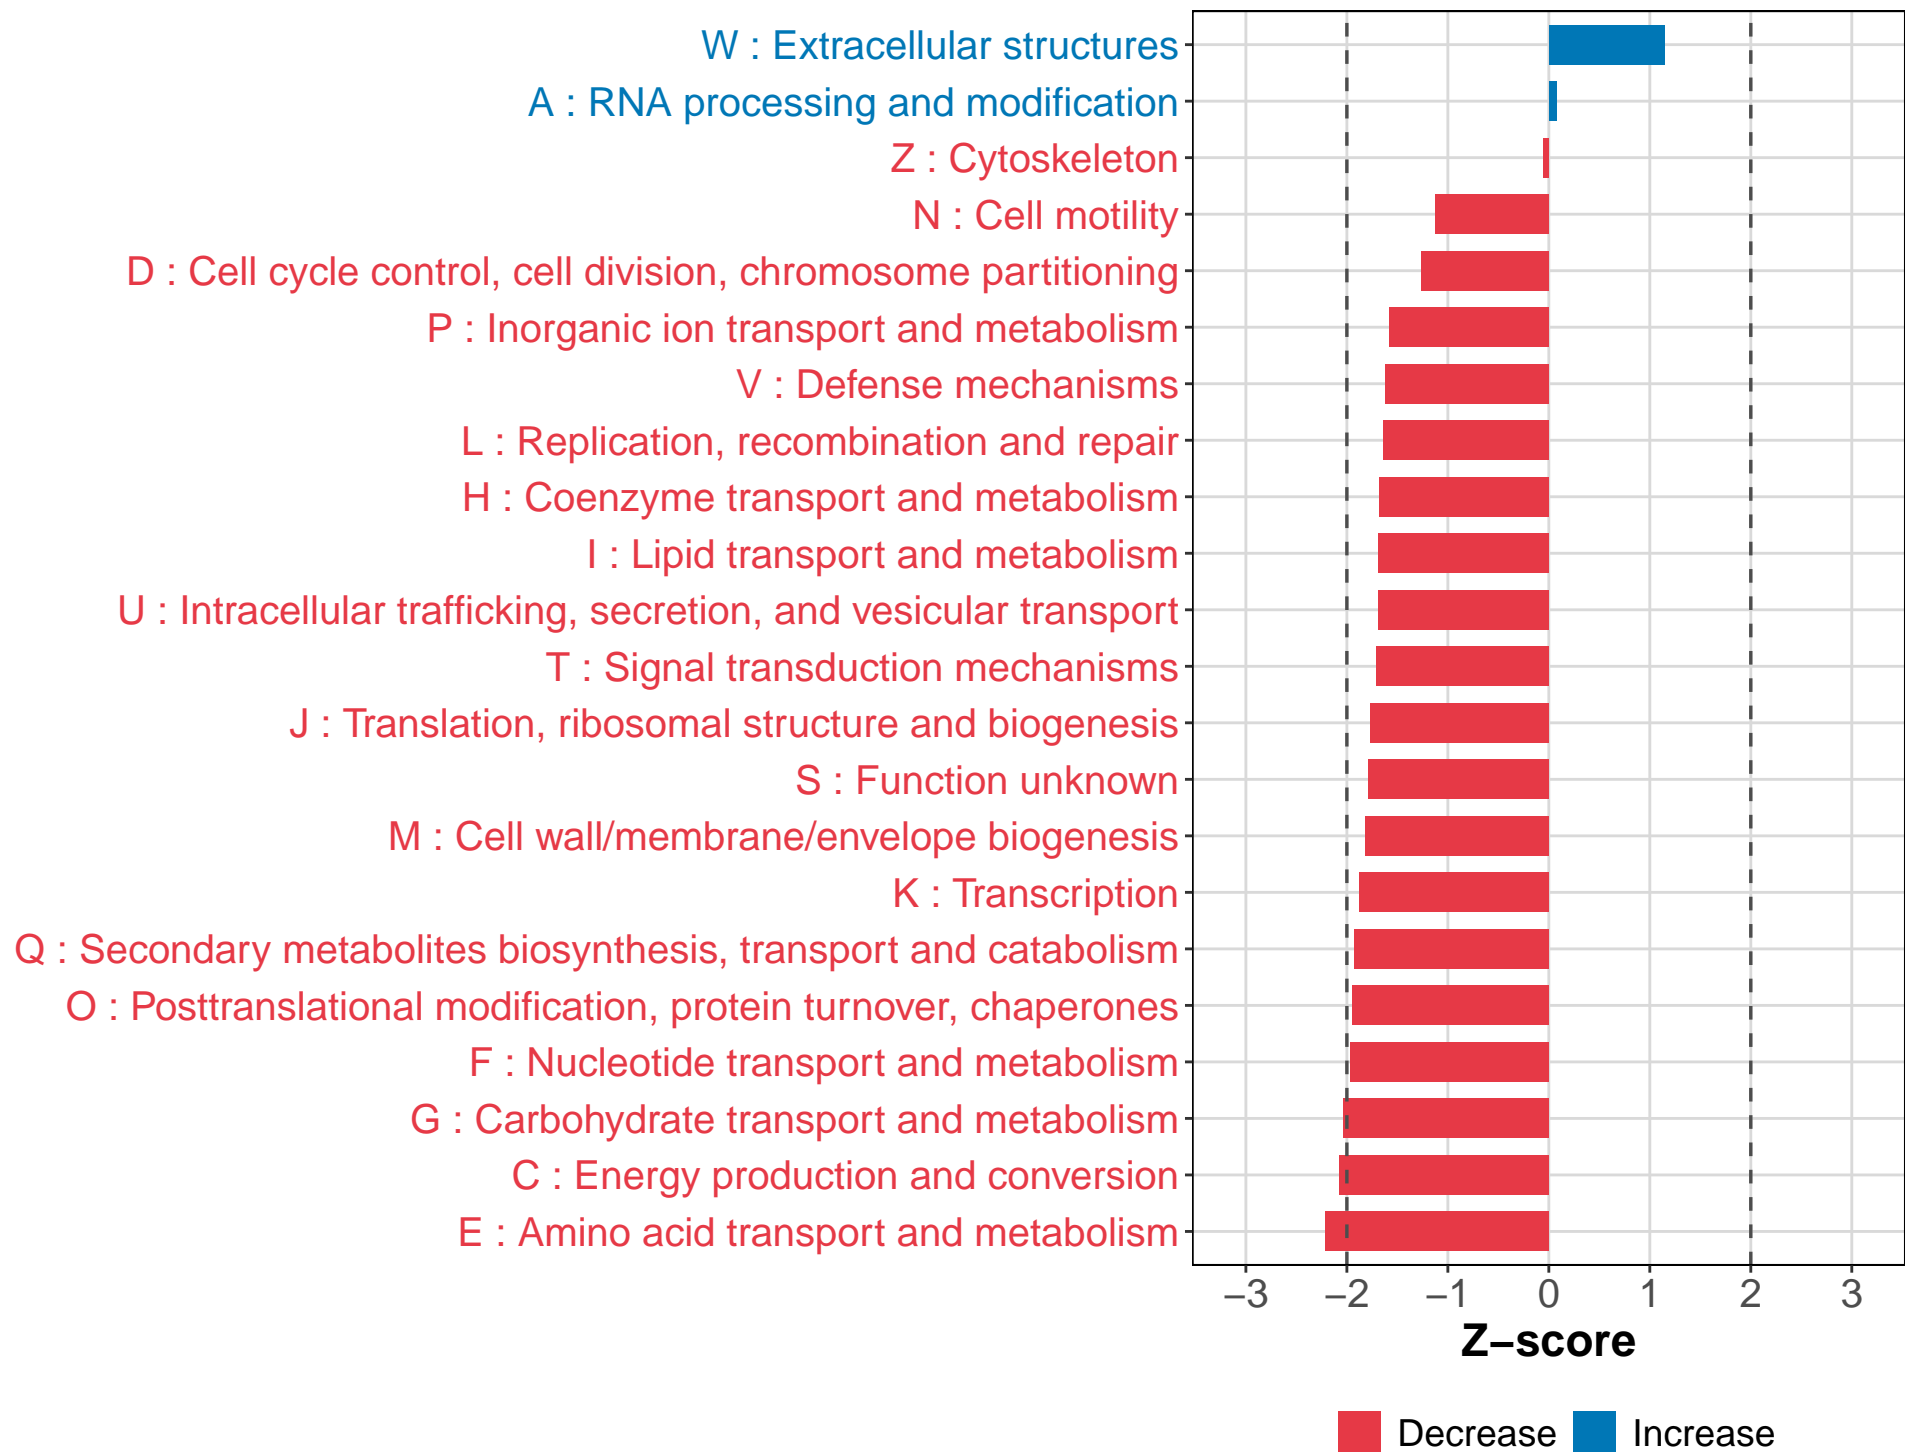 W : Extracellular structures
A : RNA processing and modification
Z : Cytoskeleton
N : Cell motility
D : Cell cycle control, cell division, chromosome partitioning
P : Inorganic ion transport and metabolism
V : Defense mechanisms
L : Replication, recombination and repair
H : Coenzyme transport and metabolism
I : Lipid transport and metabolism
U : Intracellular trafficking, secretion, and vesicular transport
T : Signal transduction mechanisms
J : Translation, ribosomal structure and biogenesis
S : Function unknown
M : Cell wall/membrane/envelope biogenesis
K : Transcription
Q : Secondary metabolites biosynthesis, transport and catabolism
O : Posttranslational modification, protein turnover, chaperones
F : Nucleotide transport and metabolism
G : Carbohydrate transport and metabolism
C : Energy production and conversion
E : Amino acid transport and metabolism
−3 −2 −1 0 1 2 3
Z−score
Decrease Increase